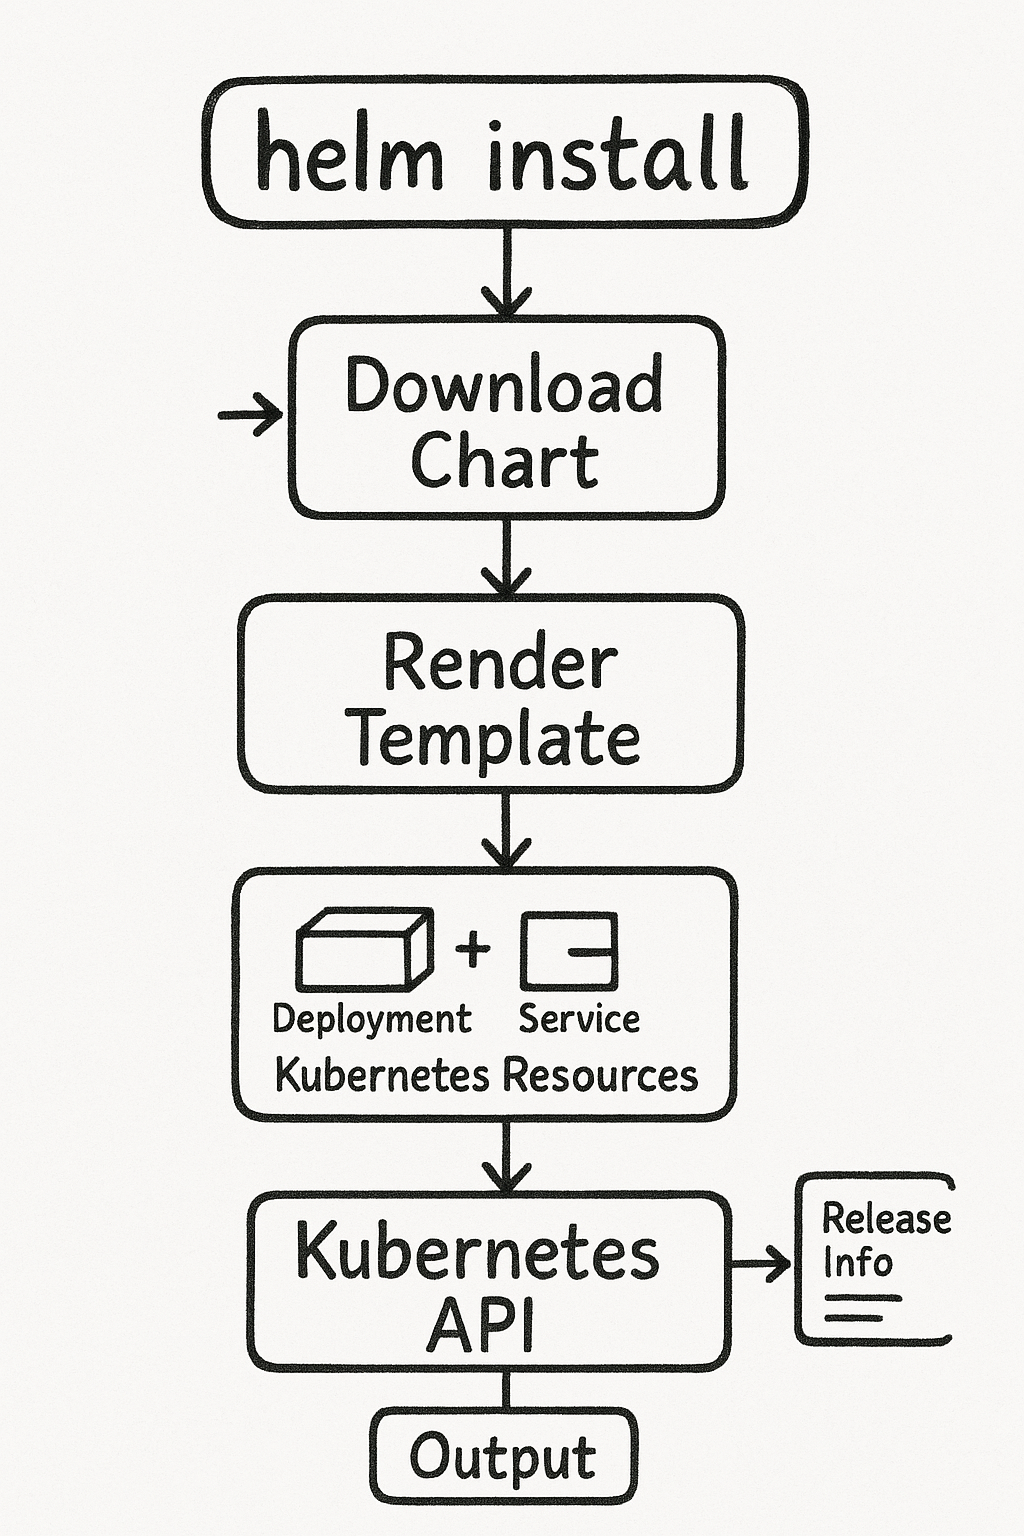 helm install
Download
Chart
Render
Template
+
Deployment
Service
Kubernetes Resources
Kubernetes
API
Release
Info
Output